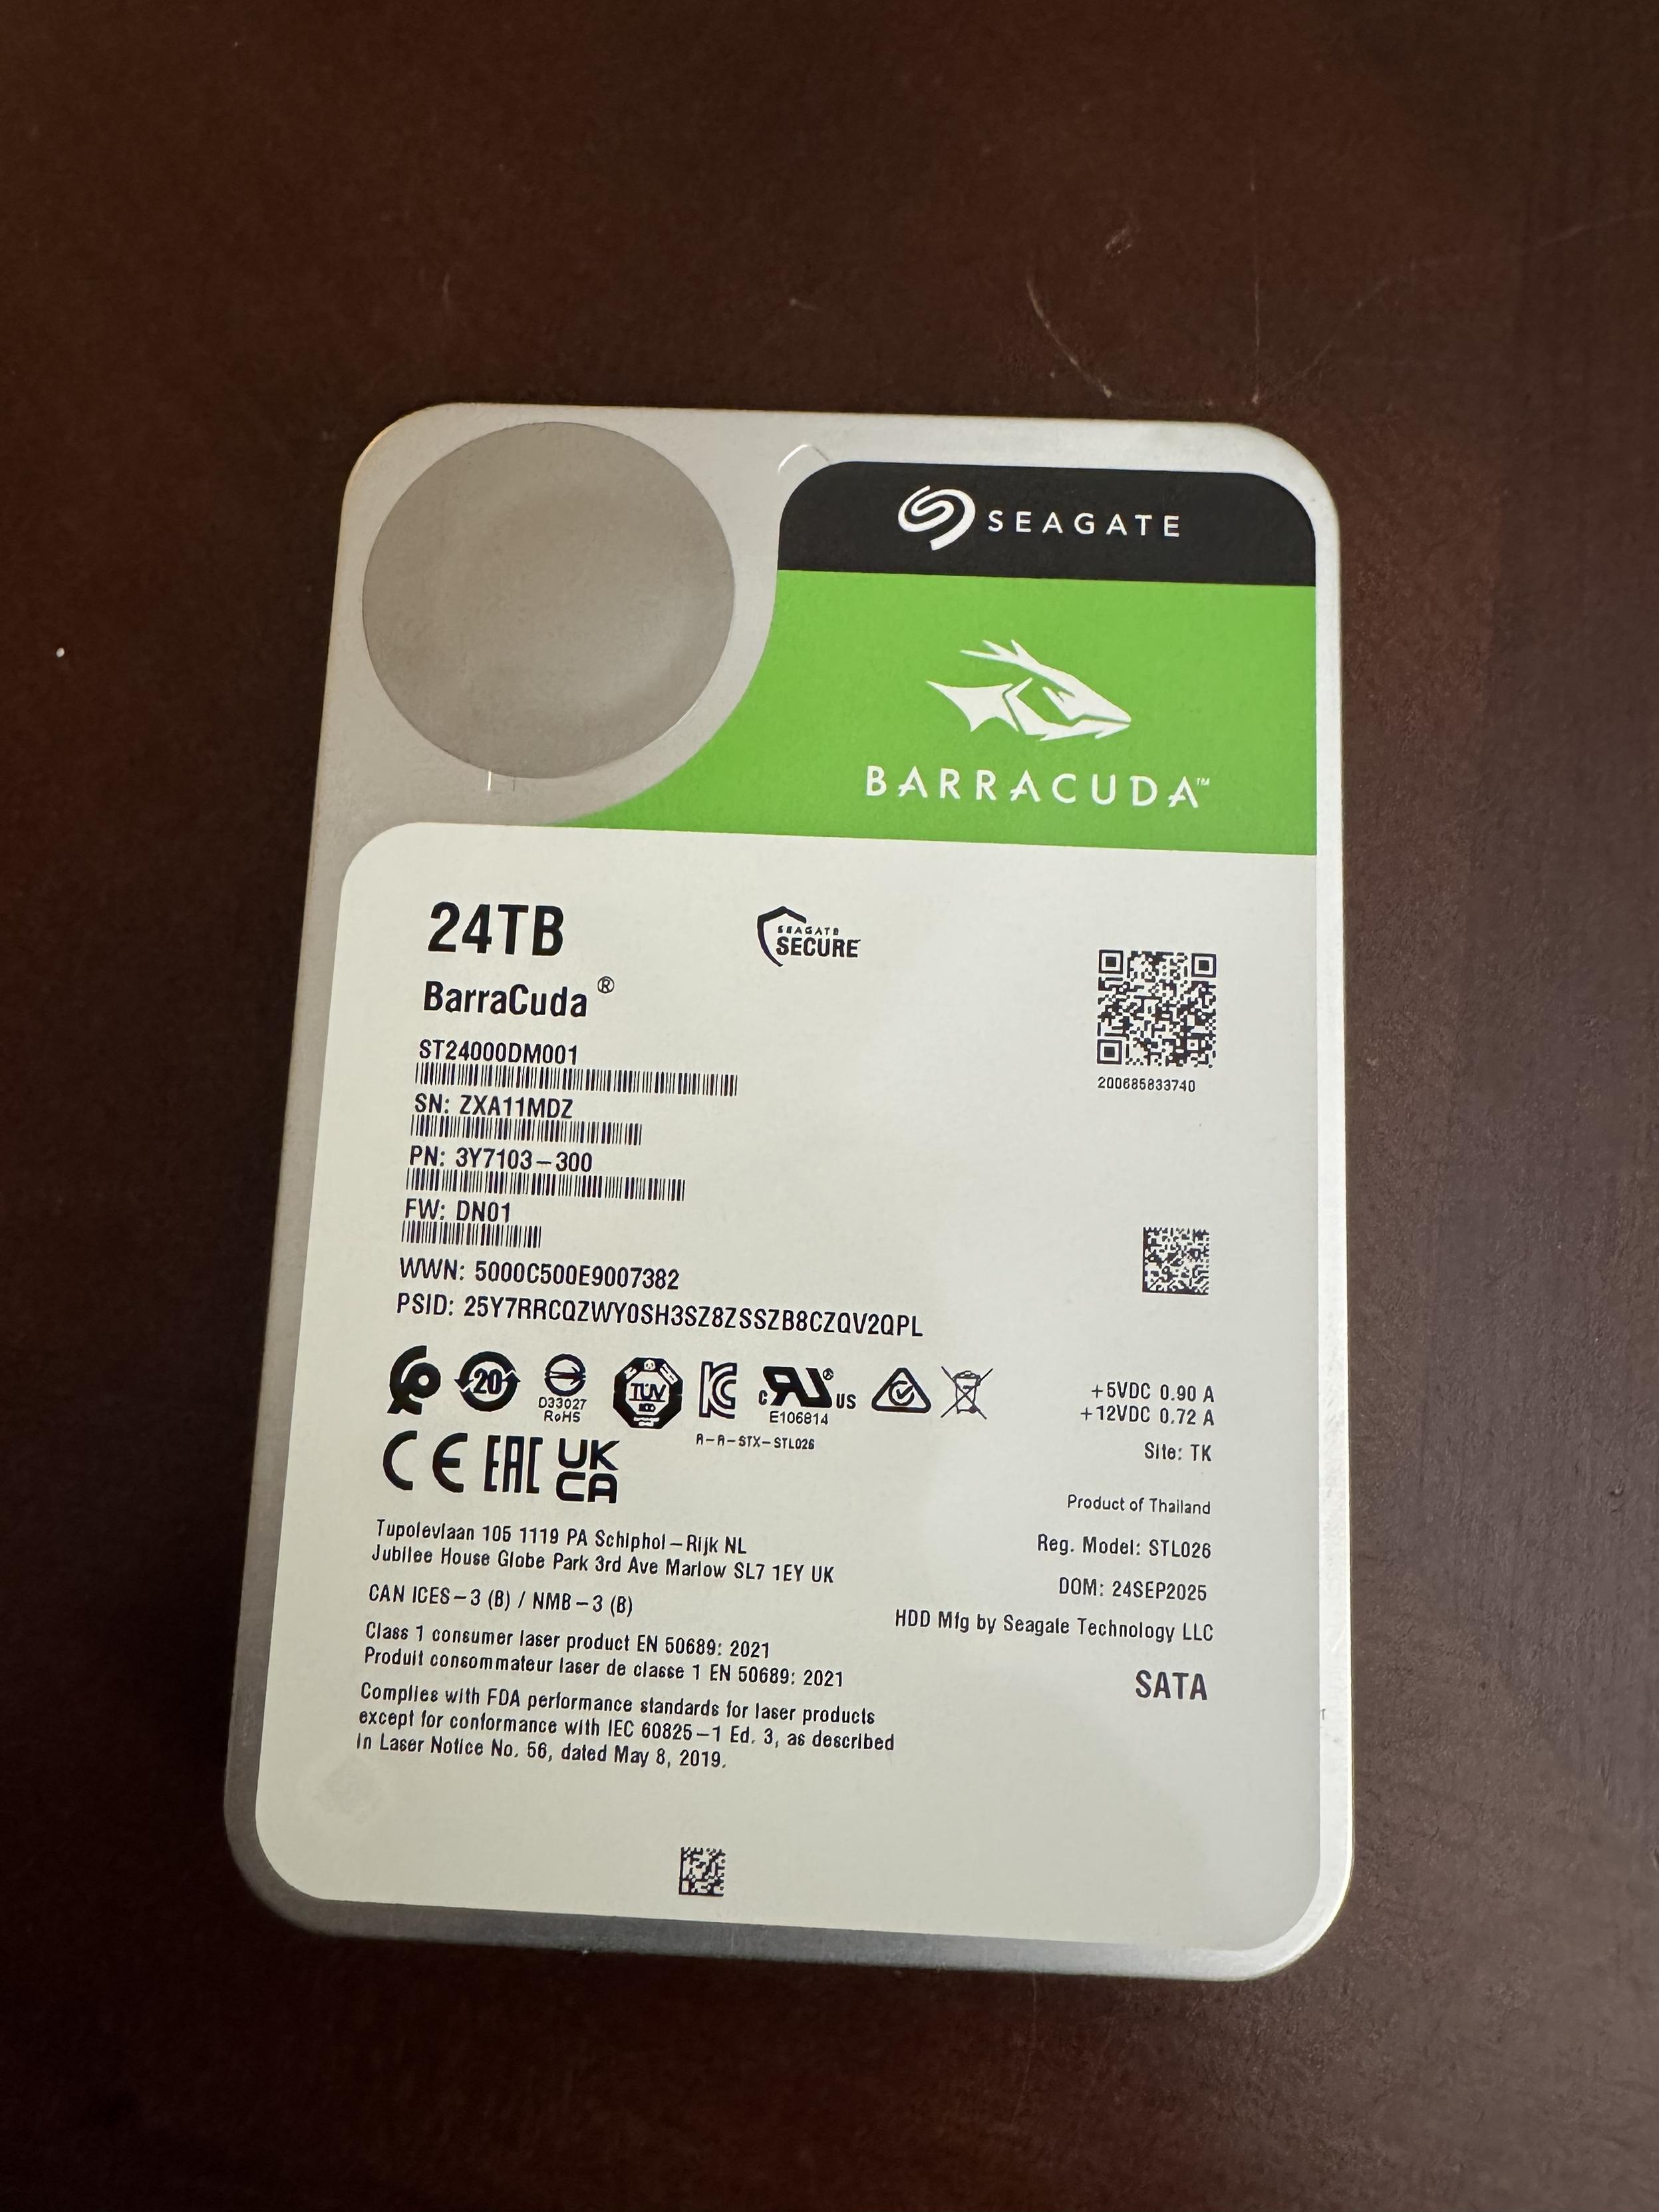 SEAGATE
BARRACUDA™
24TB
SEAGATE
SECURE
BarraCuda ®
ST24000DM001
200685833740
SN: ZXA11MDZ
PN: 3Y7103-300
FW: DN01
WWN: 5000C500E9007382
PSID: 25Y7RRCQZWY0SH3SZ8ZSSZB8CZQV2QPL
20
D33027
RoHS
TÜV
c RU ® US
E106814
R-R-STX-STL026
+5VDC 0.90 A
+12VDC 0.72 A
Site: TK
CE EAC UK
CA
Product of Thailand
Tupolevlaan 105 1119 PA Schiphol-Rijk NL
Jubilee House Globe Park 3rd Ave Marlow SL7 1EY UK
Reg. Model: STL026
CAN ICES-3 (B) / NMB-3 (B)
DOM: 24SEP2025
HDD Mfg by Seagate Technology LLC
Class 1 consumer laser product EN 50689: 2021
Produit consommateur laser de classe 1 EN 50689: 2021
SATA
Complies with FDA performance standards for laser products
except for conformance with IEC 60825-1 Ed. 3, as described
in Laser Notice No. 56, dated May 8, 2019.